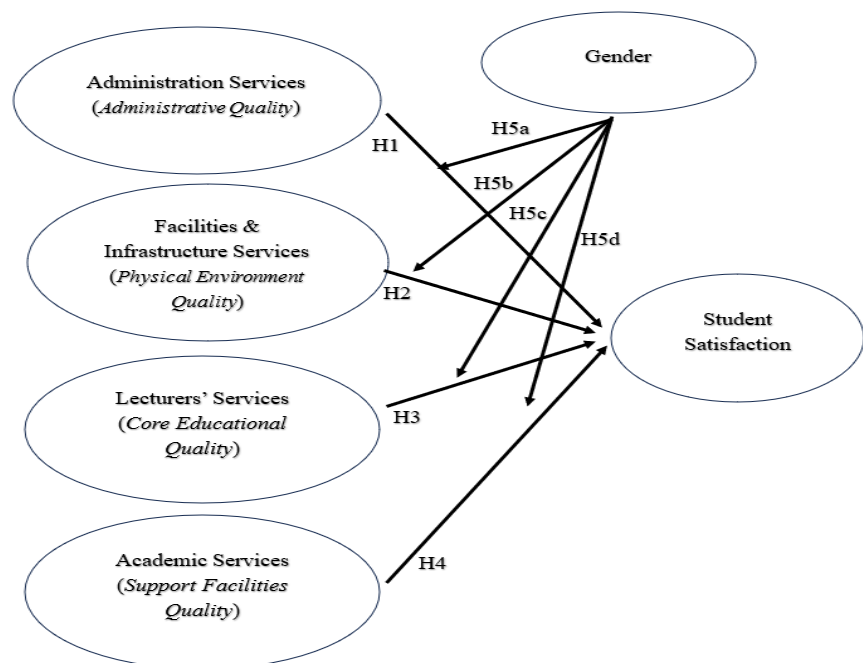 Gender
Administration Services
(Administrative Quality)
H5a
H1
H5b
H5c
H5d
Facilities &
Infrastructure Services
(Physical Environment
Quality)
H2
Student
Satisfaction
Lecturers’ Services
(Core Educational
Quality)
H3
Academic Services
(Support Facilities
Quality)
H4